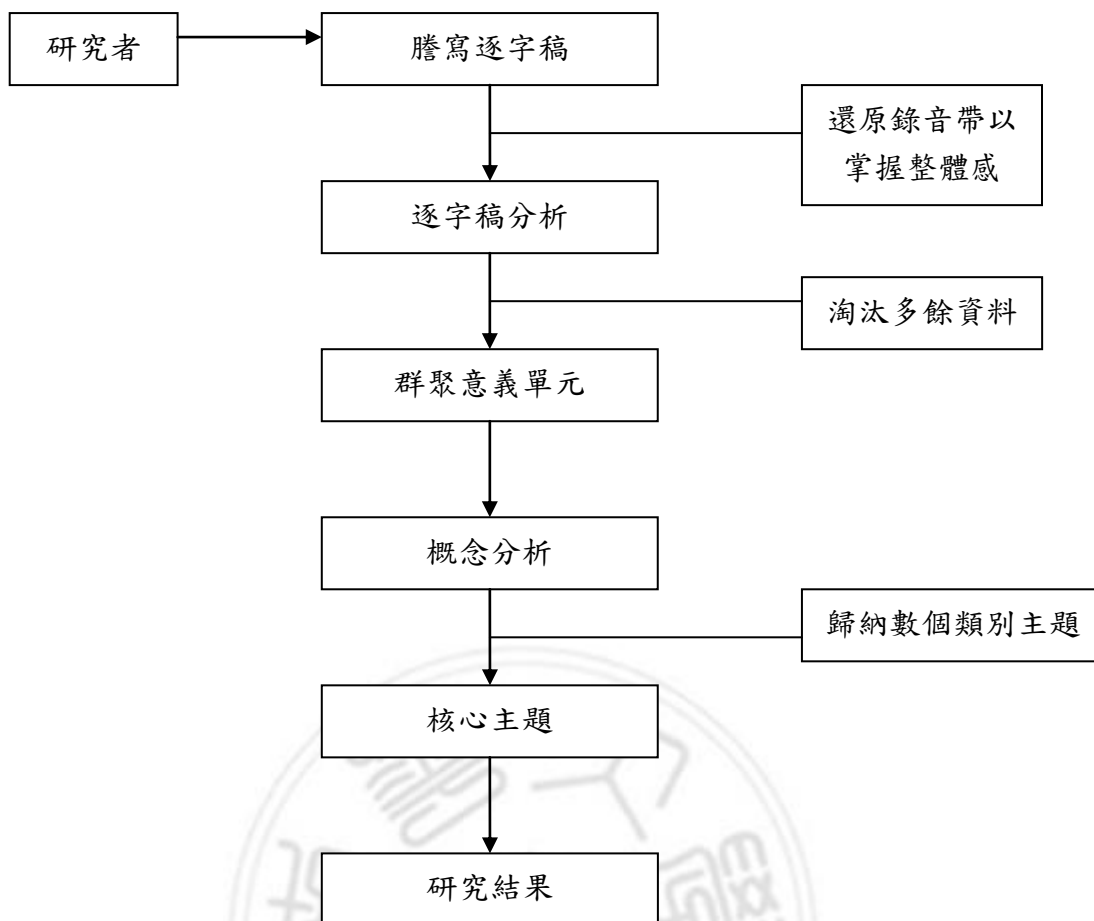 研究者
謄寫逐字稿
還原錄音帶以
掌握整體感
逐字稿分析
淘汰多餘資料
群聚意義單元
概念分析
歸納數個類別主題
核心主題
研究結果